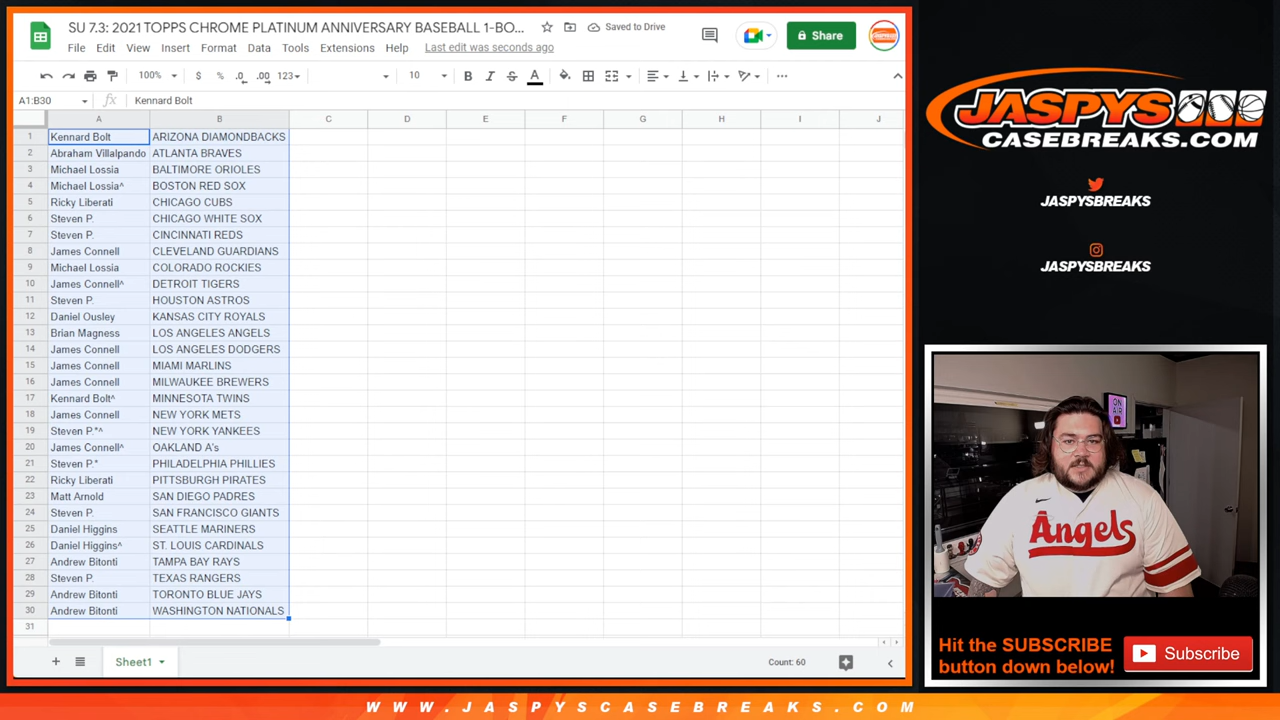 SU 7.3: 2021 TOPPS CHROME PLATINUM ANNIVERSARY BASEBALL 1-BO...
Saved to Drive
File Edit View Insert Format Data Tools Extensions Help Last edit was seconds ago
Share
100% $ % .0 .00 123 10 B I S A
A1:B30 fx Kennard Bolt
A B C D E F G H I J
1 Kennard Bolt ARIZONA DIAMONDBACKS
2 Abraham Villalpando ATLANTA BRAVES
3 Michael Lossia BALTIMORE ORIOLES
4 Michael Lossia^ BOSTON RED SOX
5 Ricky Liberati CHICAGO CUBS
6 Steven P. CHICAGO WHITE SOX
7 Steven P. CINCINNATI REDS
8 James Connell CLEVELAND GUARDIANS
9 Michael Lossia COLORADO ROCKIES
10 James Connell^ DETROIT TIGERS
11 Steven P. HOUSTON ASTROS
12 Daniel Ousley KANSAS CITY ROYALS
13 Brian Magness LOS ANGELES ANGELS
14 James Connell LOS ANGELES DODGERS
15 James Connell MIAMI MARLINS
16 James Connell MILWAUKEE BREWERS
17 Kennard Bolt^ MINNESOTA TWINS
18 James Connell NEW YORK METS
19 Steven P.*^ NEW YORK YANKEES
20 James Connell^ OAKLAND A's
21 Steven P.* PHILADELPHIA PHILLIES
22 Ricky Liberati PITTSBURGH PIRATES
23 Matt Arnold SAN DIEGO PADRES
24 Steven P. SAN FRANCISCO GIANTS
25 Daniel Higgins SEATTLE MARINERS
26 Daniel Higgins^ ST. LOUIS CARDINALS
27 Andrew Bitonti TAMPA BAY RAYS
28 Steven P. TEXAS RANGERS
29 Andrew Bitonti TORONTO BLUE JAYS
30 Andrew Bitonti WASHINGTON NATIONALS
31
Sheet1
Count: 60
JASPYS
CASEBREAKS.COM
JASPYSBREAKS
JASPYSBREAKS
ON
AIR
Angels
Hit the SUBSCRIBE
button down below!
Subscribe
WWW.JASPYSCASEBREAKS.COM